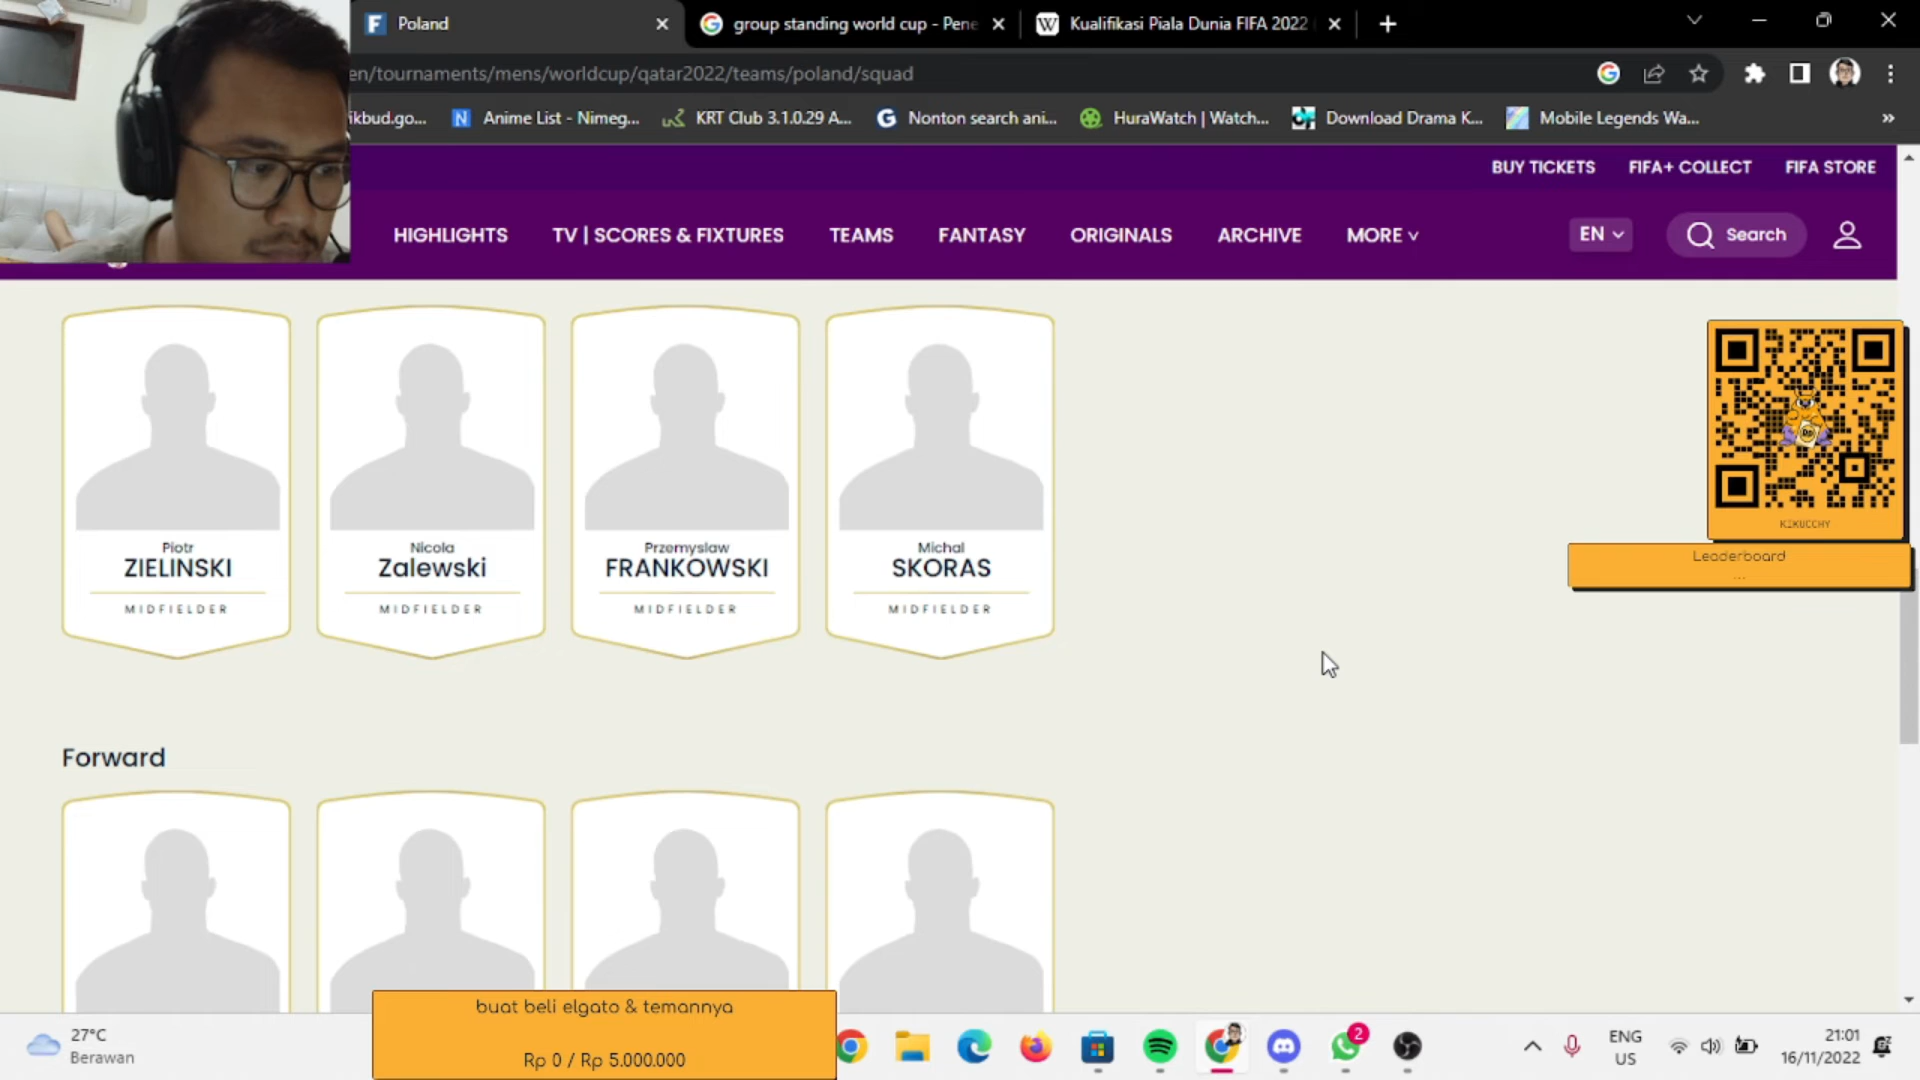 Poland
group standing world cup - Pene
Kualifikasi Piala Dunia FIFA 2022
en/tournaments/mens/worldcup/qatar2022/teams/poland/squad
ikbud.go...
Anime List - Nimeg...
KRT Club 3.1.0.29 A...
Nonton search ani...
HuraWatch | Watch...
Download Drama K...
Mobile Legends Wa...
»
BUY TICKETS
FIFA+ COLLECT
FIFA STORE
HIGHLIGHTS
TV | SCORES & FIXTURES
TEAMS
FANTASY
ORIGINALS
ARCHIVE
MORE
EN
Search
Piotr
ZIELINSKI
MIDFIELDER
Nicola
Zalewski
MIDFIELDER
Przemyslaw
FRANKOWSKI
MIDFIELDER
Michal
SKORAS
MIDFIELDER
KIKUCCHY
Leaderboard
...
Forward
buat beli elgato & temannya
Rp 0 / Rp 5.000.000
27°C
Berawan
2
ENG
US
21:01
16/11/2022